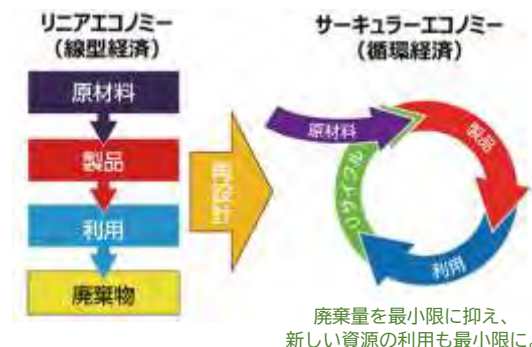 リニアエコノミー
（線型経済）
原材料
製品
利用
廃棄物
再設計
サーキュラーエコノミー
（循環経済）
原材料
製品
利用
リサイクル
廃棄量を最小限に抑え、
新しい資源の利用も最小限に。